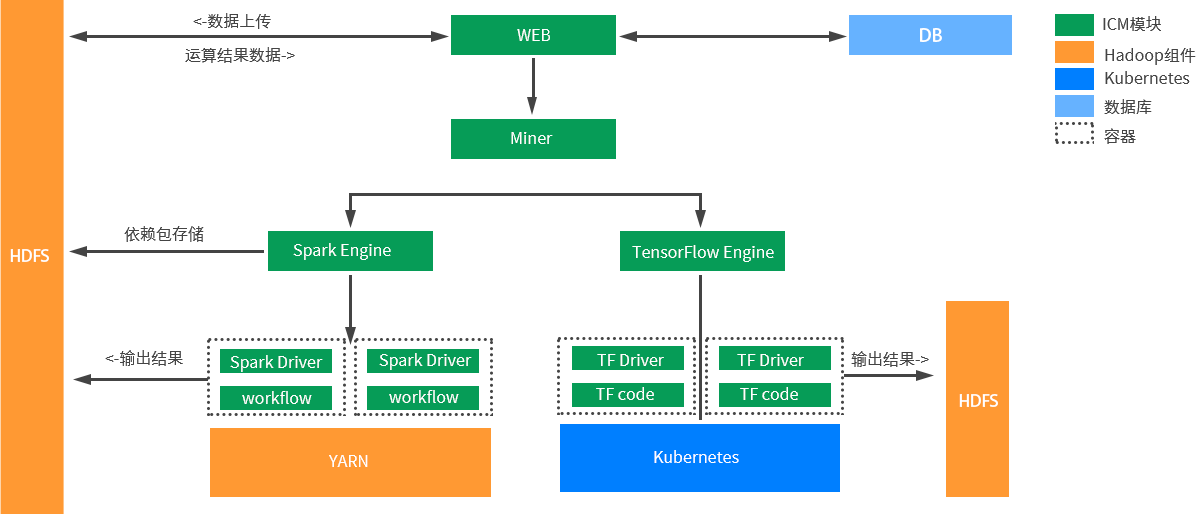 <-数据上传
运算结果数据->
WEB
DB
ICM模块
Hadoop组件
Kubernetes
数据库
容器
Miner
HDFS
依赖包存储
Spark Engine
TensorFlow Engine
<-输出结果
Spark Driver
workflow
Spark Driver
workflow
TF Driver
TF code
TF Driver
TF code
输出结果->
HDFS
YARN
Kubernetes